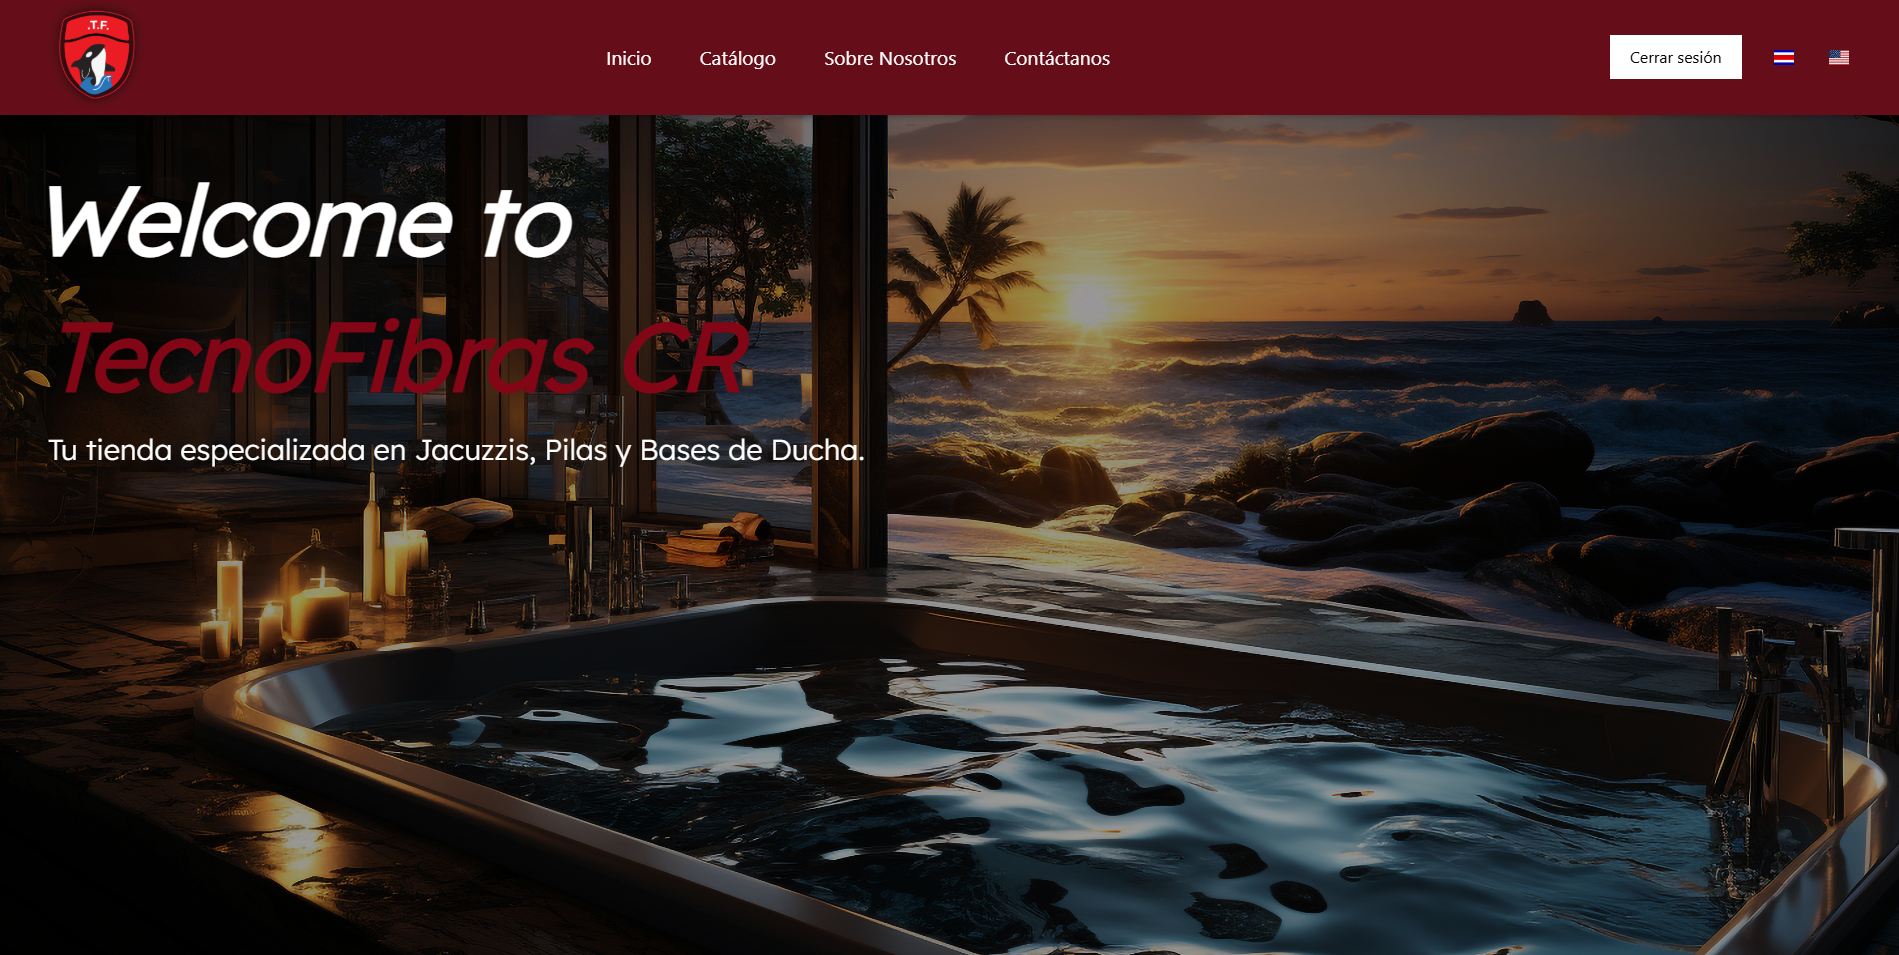 .T.F.
Inicio
Catálogo
Sobre Nosotros
Contáctanos
Cerrar sesión
Welcome to
TecnoFibras CR
Tu tienda especializada en Jacuzzis, Pilas y Bases de Ducha.